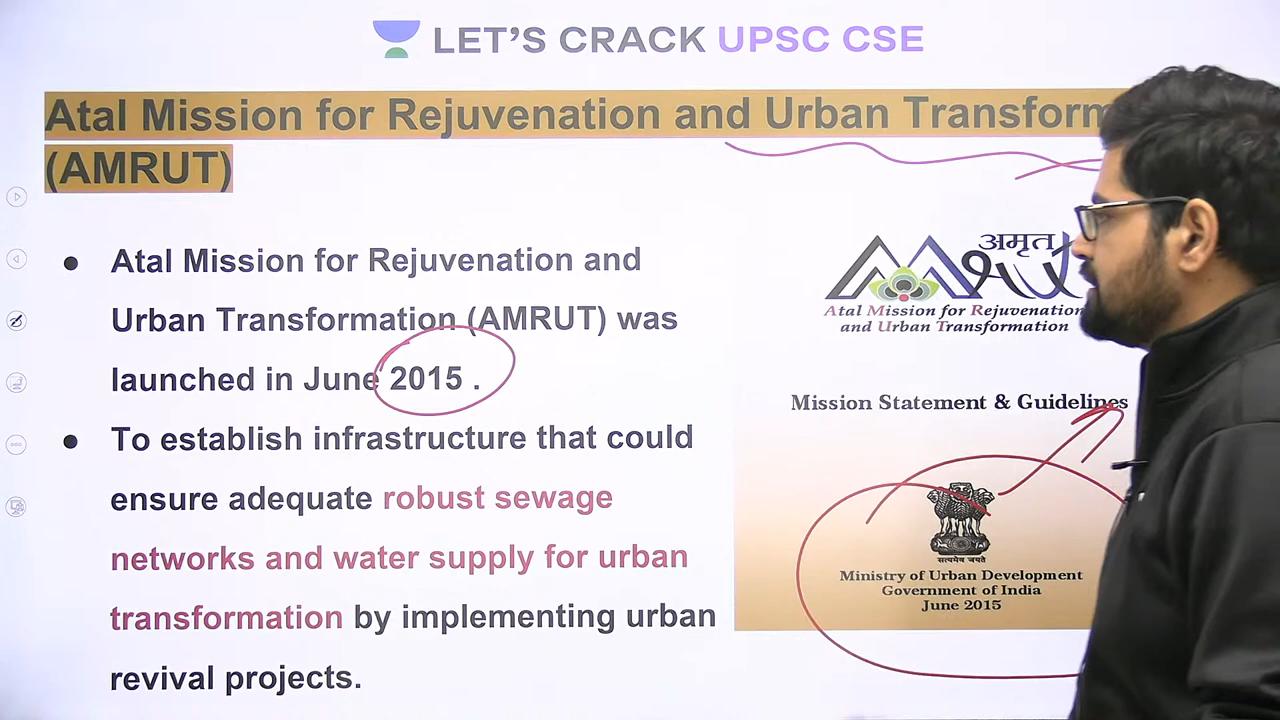 LET'S CRACK UPSC CSE
Atal Mission for Rejuvenation and Urban Transform
(AMRUT)
● Atal Mission for Rejuvenation and
Urban Transformation (AMRUT) was
launched in June 2015 .
● To establish infrastructure that could
ensure adequate robust sewage
networks and water supply for urban
transformation by implementing urban
revival projects.
अमृत
Atal Mission for Rejuvenation
and Urban Transformation
Mission Statement & Guidelines
सत्यमेव जयते
Ministry of Urban Development
Government of India
June 2015